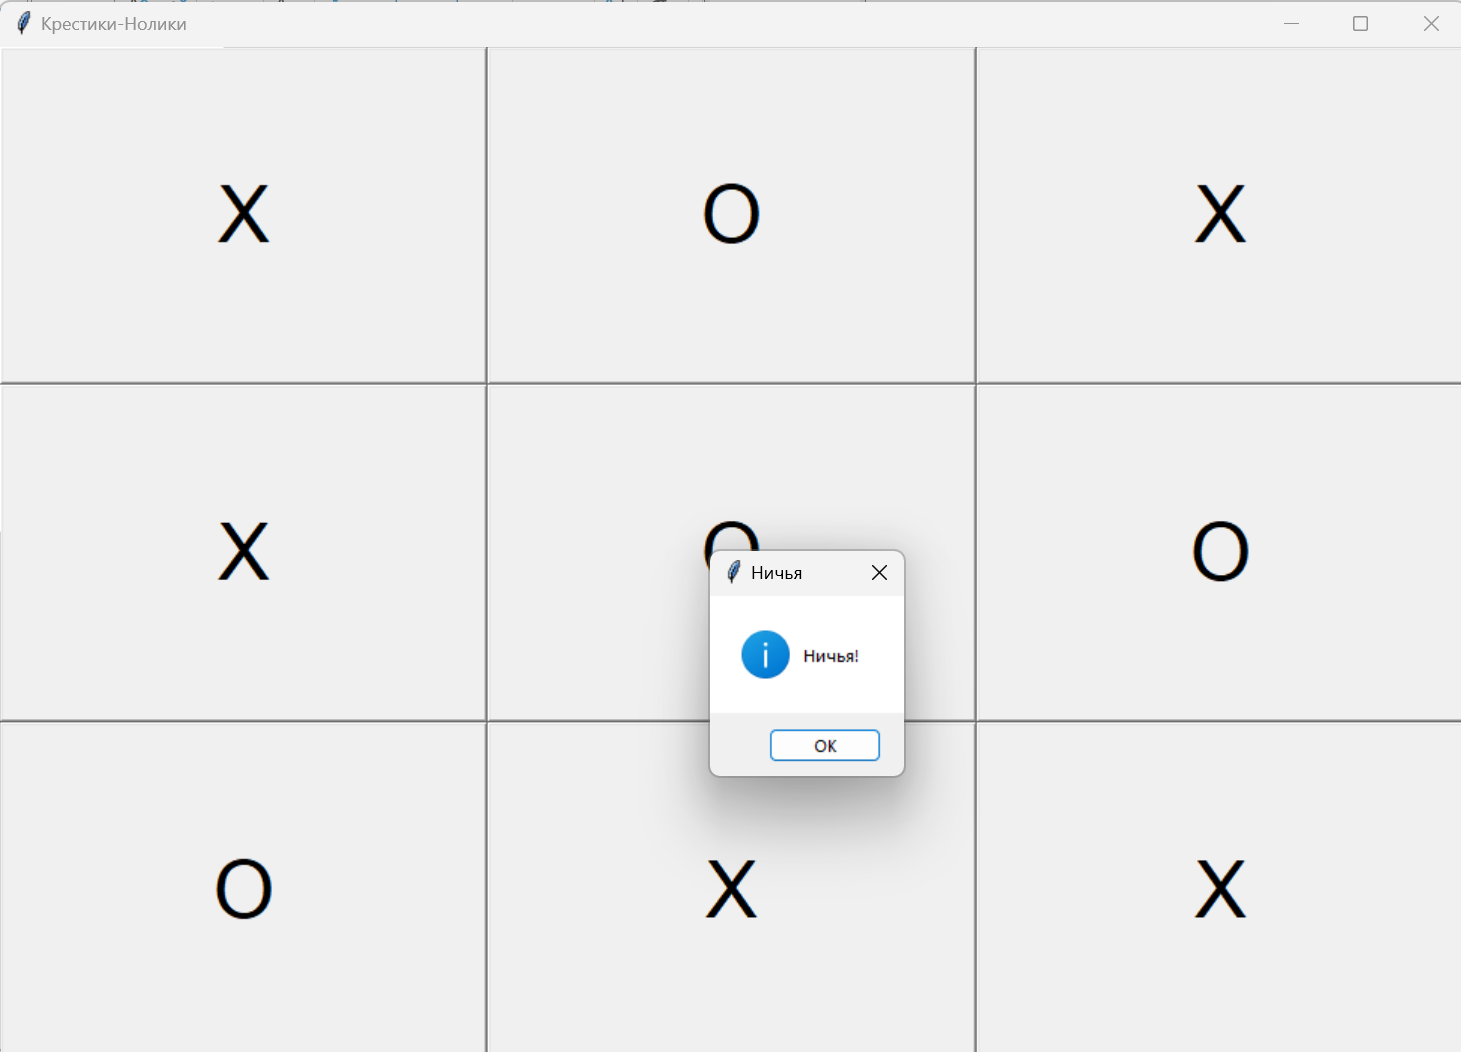 Крестики-Нолики
X O X
X O O
Ничья
Ничья!
OK
O X X